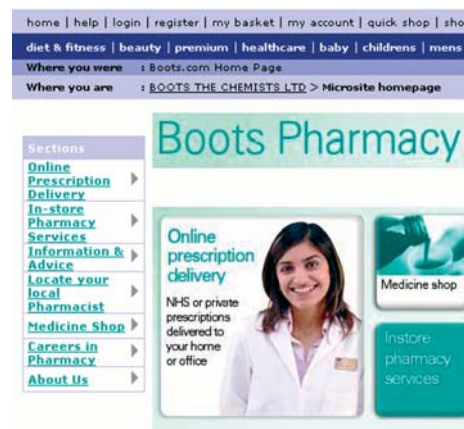 home | help | login | register | my basket | my account | quick shop | sho
diet & fitness | beauty | premium | healthcare | baby | childrens | mens
Where you were : Boots.com Home Page
Where you are : BOOTS THE CHEMISTS LTD > Microsite homepage
Boots Pharmacy
Sections
Online
Prescription
Delivery
In-store
Pharmacy
Services
Information &
Advice
Locate your
local
Pharmacist
Medicine Shop
Careers in
Pharmacy
About Us
Online
prescription
delivery
NHS or private
prescriptions
delivered to
your home
or office
Medicine shop
Instore
pharmacy
services